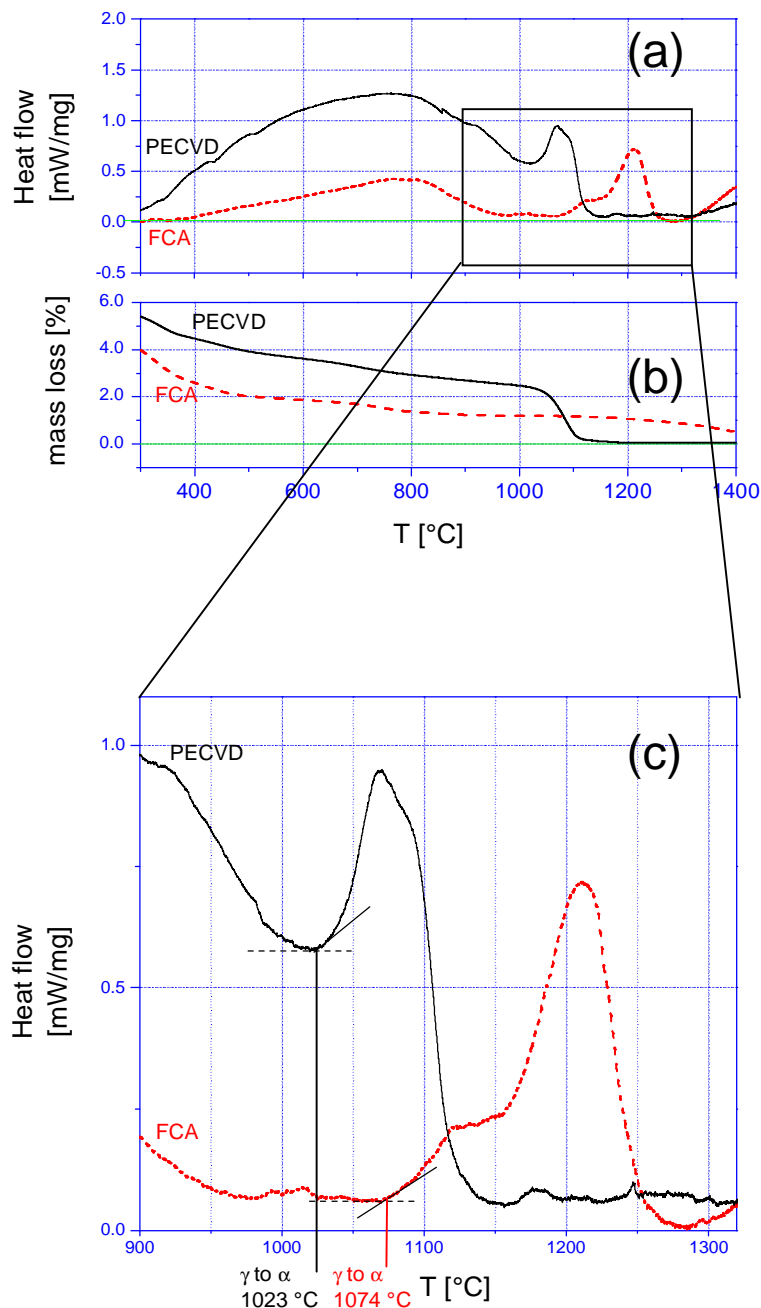 (a)
Heat flow
[mW/mg]
2.0
1.5
1.0
0.5
0.0
-0.5
PECVD
FCA
(b)
mass loss [%]
6.0
4.0
2.0
0.0
PECVD
FCA
400 600 800 1000 1200 1400
T [°C]
(c)
Heat flow
[mW/mg]
1.0
0.5
0.0
PECVD
FCA
900 1000 1100 1200 1300
γ to α
1023 °C
γ to α
1074 °C
T [°C]